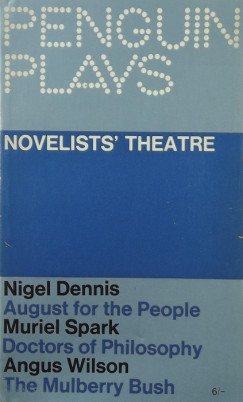 PENGUIN
PLAYS
NOVELISTS' THEATRE
Nigel Dennis
August for the People
Muriel Spark
Doctors of Philosophy
Angus Wilson
The Mulberry Bush
6/-